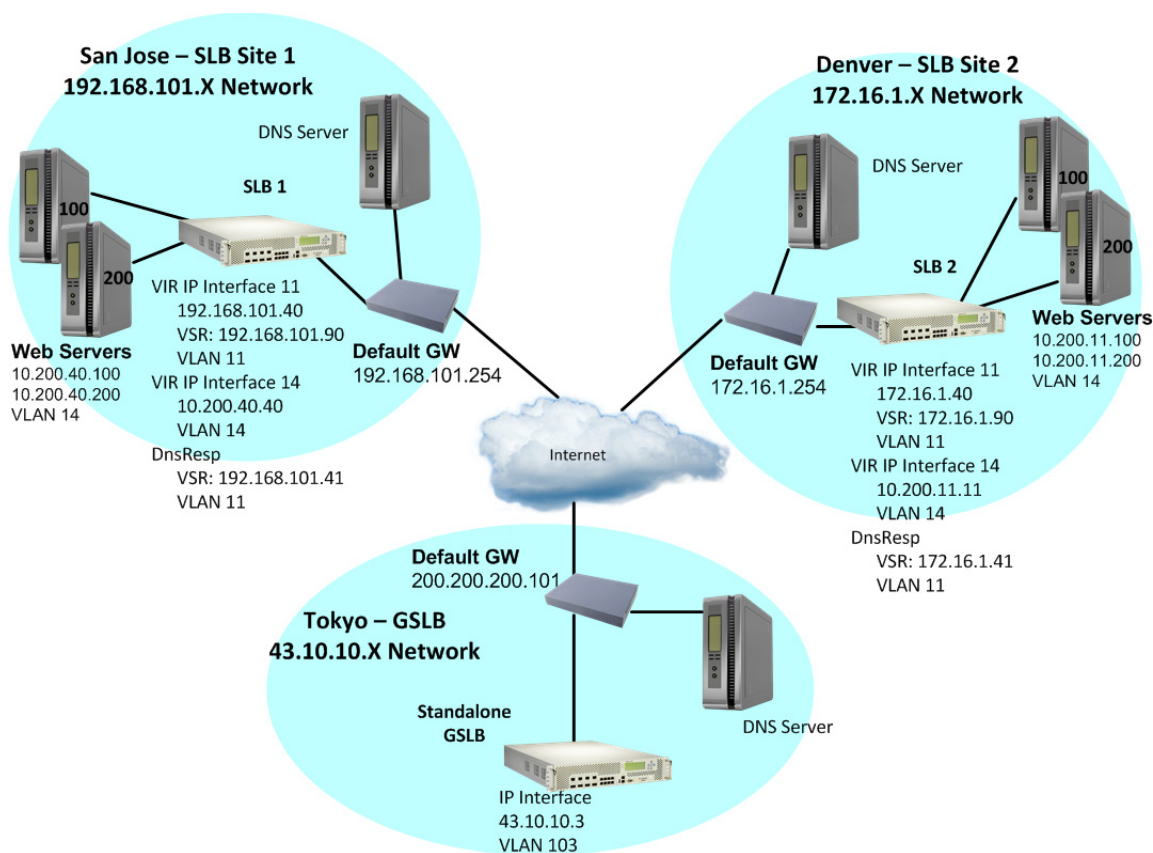 San Jose – SLB Site 1
192.168.101.X Network
DNS Server
SLB 1
100
200
VIR IP Interface 11
192.168.101.40
VSR: 192.168.101.90
VLAN 11
VIR IP Interface 14
10.200.40.40
VLAN 14
DnsResp
VSR: 192.168.101.41
VLAN 11
Web Servers
10.200.40.100
10.200.40.200
VLAN 14
Default GW
192.168.101.254
Denver – SLB Site 2
172.16.1.X Network
DNS Server
100
200
SLB 2
Default GW
172.16.1.254
Web Servers
10.200.11.100
10.200.11.200
VLAN 14
VIR IP Interface 11
172.16.1.40
VSR: 172.16.1.90
VLAN 11
VIR IP Interface 14
10.200.11.11
VLAN 14
DnsResp
VSR: 172.16.1.41
VLAN 11
Internet
Default GW
200.200.200.101
Tokyo – GSLB
43.10.10.X Network
Standalone
GSLB
DNS Server
IP Interface
43.10.10.3
VLAN 103